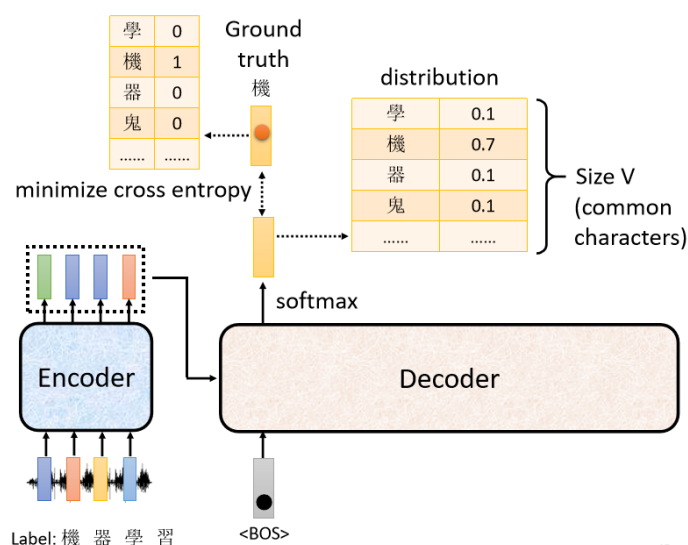 學 0
機 1
器 0
鬼 0
…… ……
Ground
truth
機
distribution
學 0.1
機 0.7
器 0.1
鬼 0.1
…… ……
Size V
(common
characters)
minimize cross entropy
softmax
Encoder
Decoder
Label: 機 器 學 習
<BOS>